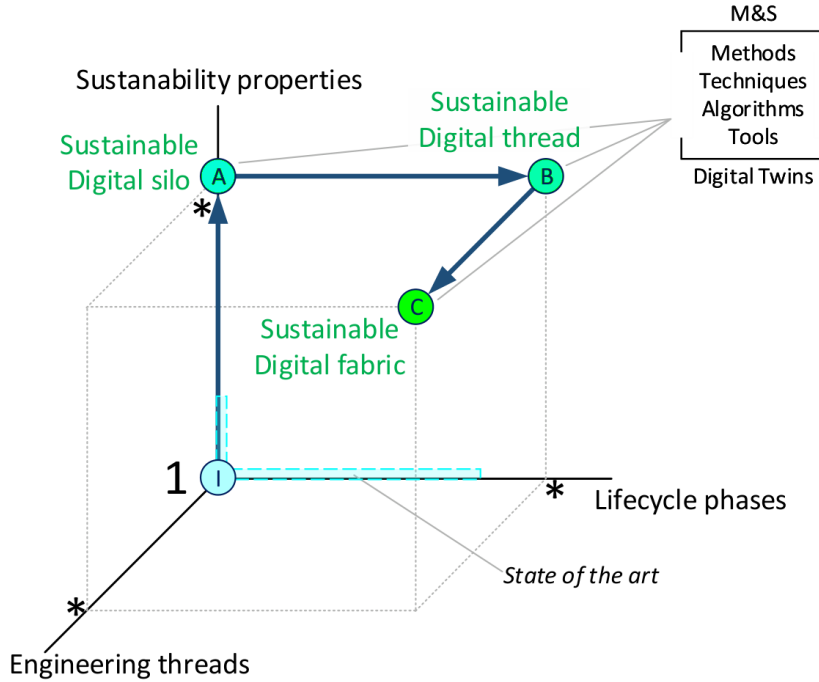 M&S
Methods
Techniques
Algorithms
Tools
Digital Twins
Sustanability properties
Sustainable
Digital thread
Sustainable
Digital silo
A
B
*
C
Sustainable
Digital fabric
1
I
*
Lifecycle phases
State of the art
*
Engineering threads